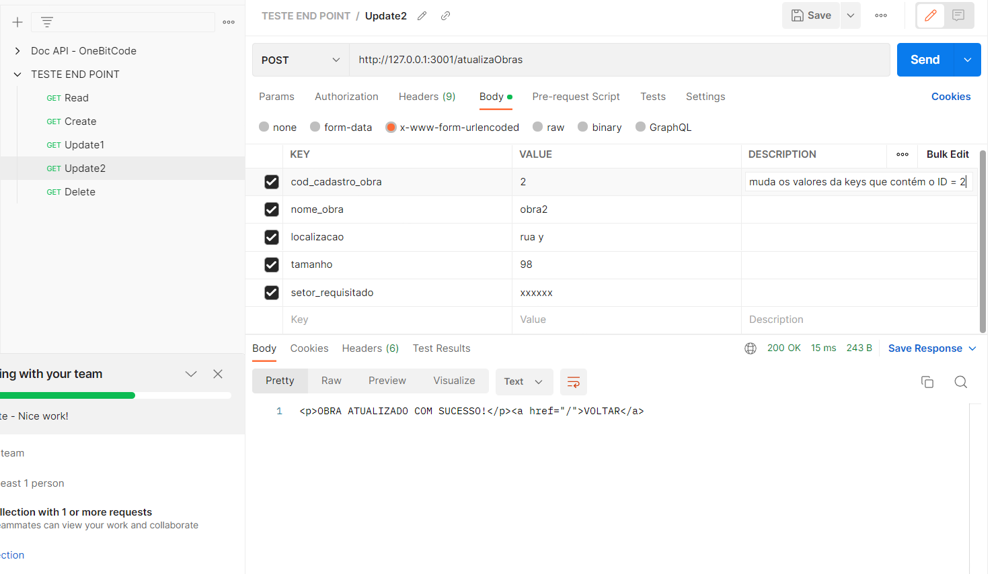 TESTE END POINT / Update2
Save
Doc API - OneBitCode
TESTE END POINT
GET Read
GET Create
GET Update1
GET Update2
GET Delete
POST
http://127.0.0.1:3001/atualizaObras
Send
Params Authorization Headers (9) Body Pre-request Script Tests Settings Cookies
none form-data x-www-form-urlencoded raw binary GraphQL
KEY VALUE DESCRIPTION Bulk Edit
cod_cadastro_obra 2 muda os valores da keys que contém o ID = 2
nome_obra obra2
localizacao rua y
tamanho 98
setor_requisitado xxxxxx
Key Value Description
Body Cookies Headers (6) Test Results 200 OK 15 ms 243 B Save Response
Pretty Raw Preview Visualize Text
1 <p>OBRA ATUALIZADO COM SUCESSO!</p><a href="/">VOLTAR</a>
ing with your team
te - Nice work!
team
east 1 person
llection with 1 or more requests
eammates can view your work and collaborate
ction